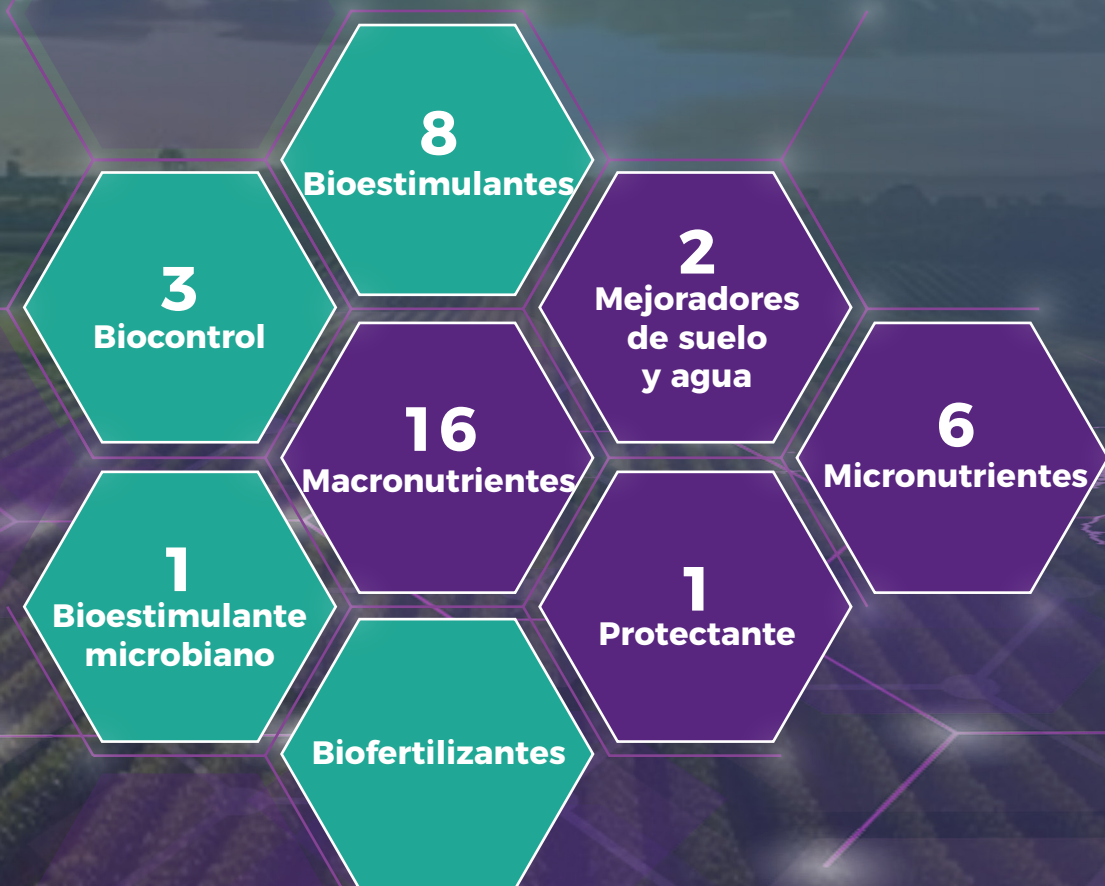 8
Bioestimulantes
3
Biocontrol
2
Mejoradores
de suelo
y agua
16
Macronutrientes
6
Micronutrientes
1
Bioestimulante
microbiano
1
Protectante
Biofertilizantes